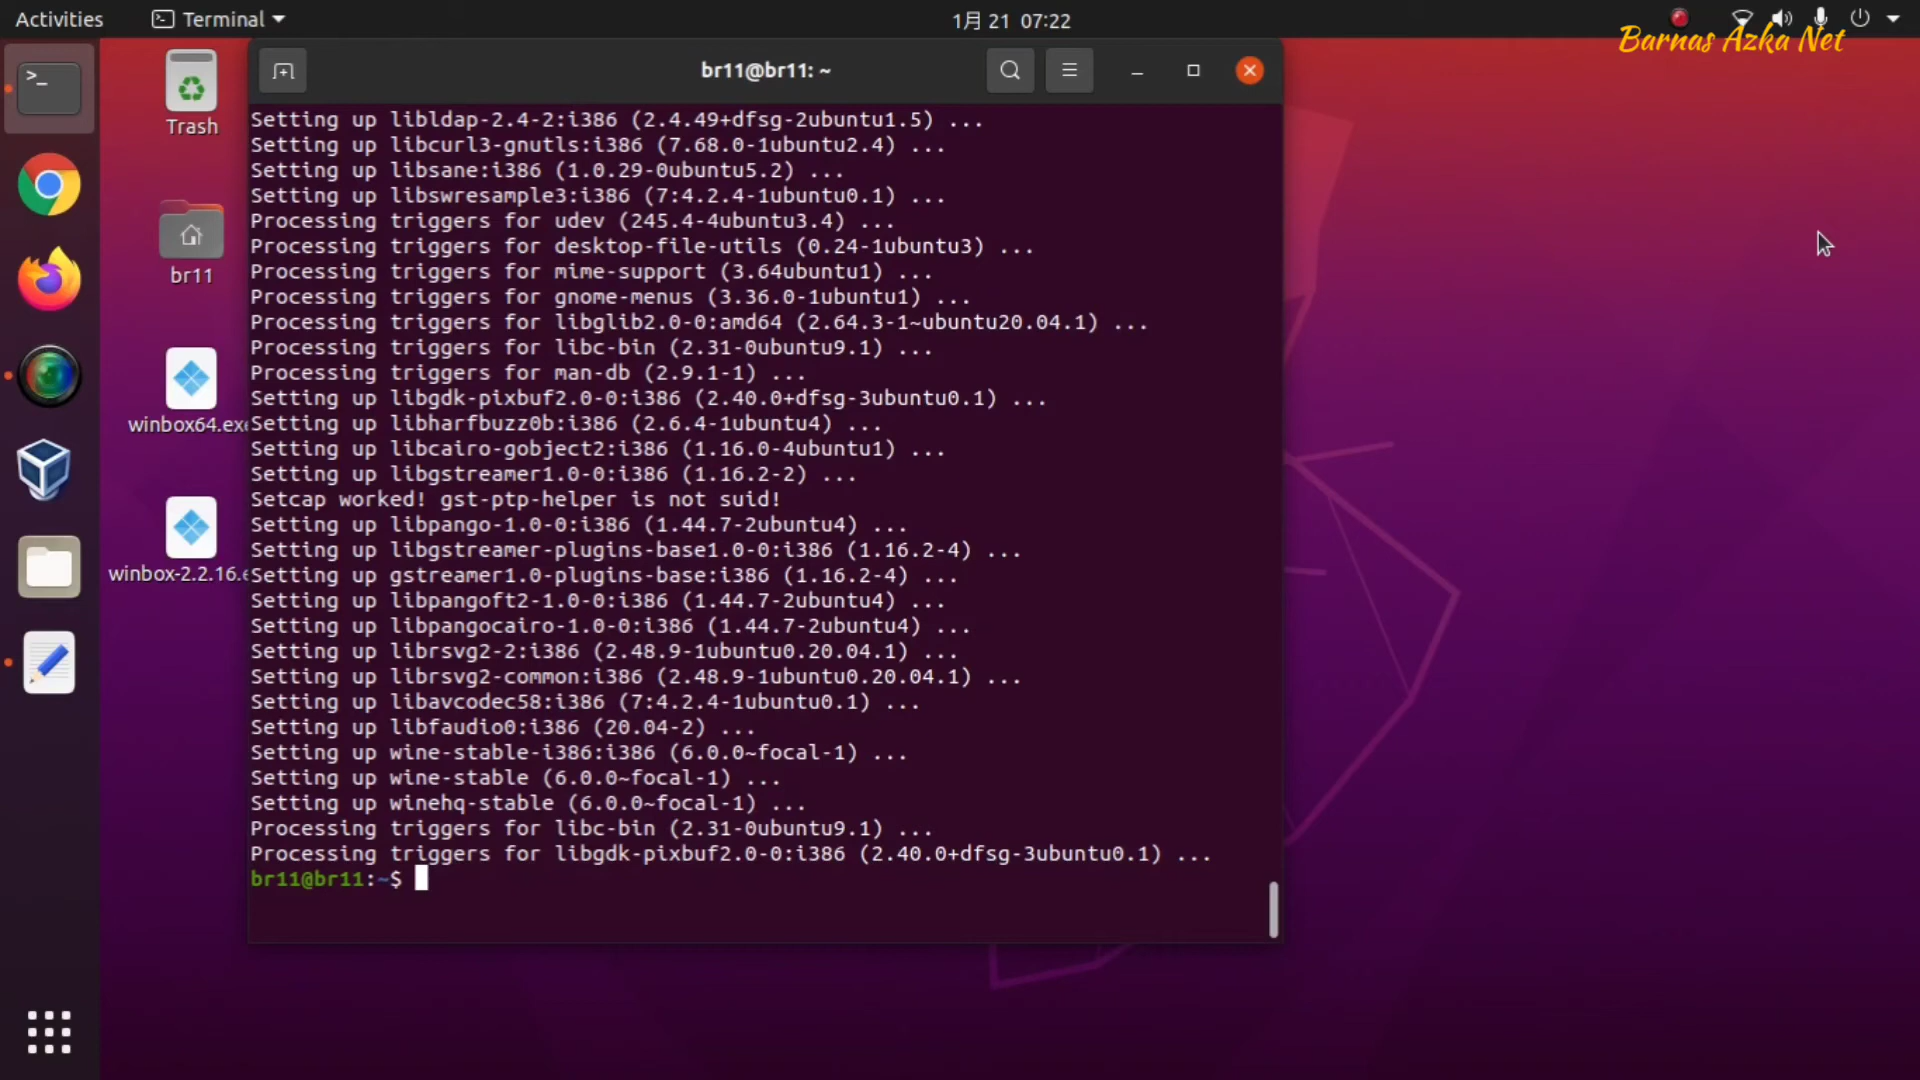 Activities
Terminal
1月 21 07:22
Barnas Azka Net
br11@br11: ~
Trash
br11
winbox64.exe
winbox-2.2.16.e
Setting up libldap-2.4-2:i386 (2.4.49+dfsg-2ubuntu1.5) ...
Setting up libcurl3-gnutls:i386 (7.68.0-1ubuntu2.4) ...
Setting up libsane:i386 (1.0.29-0ubuntu5.2) ...
Setting up libswresample3:i386 (7:4.2.4-1ubuntu0.1) ...
Processing triggers for udev (245.4-4ubuntu3.4) ...
Processing triggers for desktop-file-utils (0.24-1ubuntu3) ...
Processing triggers for mime-support (3.64ubuntu1) ...
Processing triggers for gnome-menus (3.36.0-1ubuntu1) ...
Processing triggers for libglib2.0-0:amd64 (2.64.3-1~ubuntu20.04.1) ...
Processing triggers for libc-bin (2.31-0ubuntu9.1) ...
Processing triggers for man-db (2.9.1-1) ...
Setting up libgdk-pixbuf2.0-0:i386 (2.40.0+dfsg-3ubuntu0.1) ...
Setting up libharfbuzz0b:i386 (2.6.4-1ubuntu4) ...
Setting up libcairo-gobject2:i386 (1.16.0-4ubuntu1) ...
Setting up libgstreamer1.0-0:i386 (1.16.2-2) ...
Setcap worked! gst-ptp-helper is not suid!
Setting up libpango-1.0-0:i386 (1.44.7-2ubuntu4) ...
Setting up libgstreamer-plugins-base1.0-0:i386 (1.16.2-4) ...
Setting up gstreamer1.0-plugins-base:i386 (1.16.2-4) ...
Setting up libpangoft2-1.0-0:i386 (1.44.7-2ubuntu4) ...
Setting up libpangocairo-1.0-0:i386 (1.44.7-2ubuntu4) ...
Setting up librsvg2-2:i386 (2.48.9-1ubuntu0.20.04.1) ...
Setting up librsvg2-common:i386 (2.48.9-1ubuntu0.20.04.1) ...
Setting up libavcodec58:i386 (7:4.2.4-1ubuntu0.1) ...
Setting up libfaudio0:i386 (20.04-2) ...
Setting up wine-stable-i386:i386 (6.0.0~focal-1) ...
Setting up wine-stable (6.0.0~focal-1) ...
Setting up winehq-stable (6.0.0~focal-1) ...
Processing triggers for libc-bin (2.31-0ubuntu9.1) ...
Processing triggers for libgdk-pixbuf2.0-0:i386 (2.40.0+dfsg-3ubuntu0.1) ...
br11@br11:~$